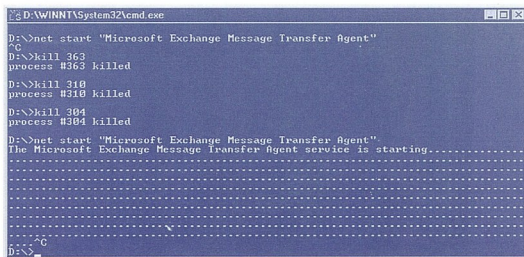 D:\WINNT\System32\cmd.exe
D:\>net start "Microsoft Exchange Message Transfer Agent"
^C
D:\>kill 363
process #363 killed
D:\>kill 310
process #310 killed
D:\>kill 304
process #304 killed
D:\>net start "Microsoft Exchange Message Transfer Agent"
The Microsoft Exchange Message Transfer Agent service is starting................
....^C
D:\>_